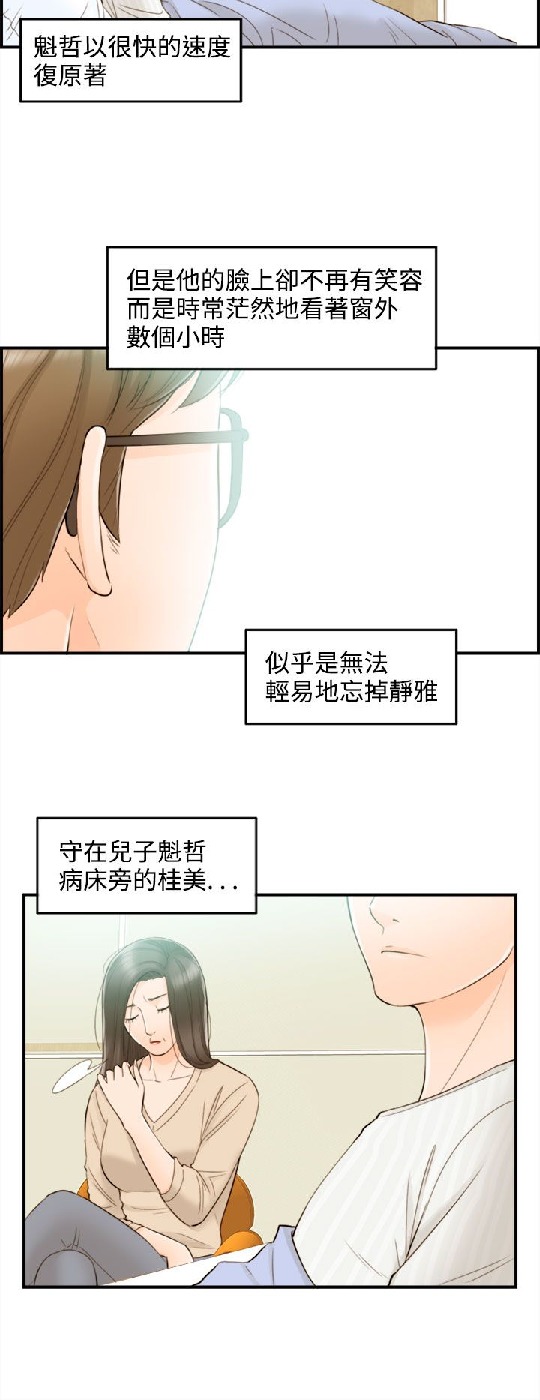 魁哲以很快的速度
復原著
但是他的臉上卻不再有笑容
而是時常茫然地看著窗外
數個小時
似乎是無法
輕易地忘掉靜雅
守在兒子魁哲
病床旁的桂美...